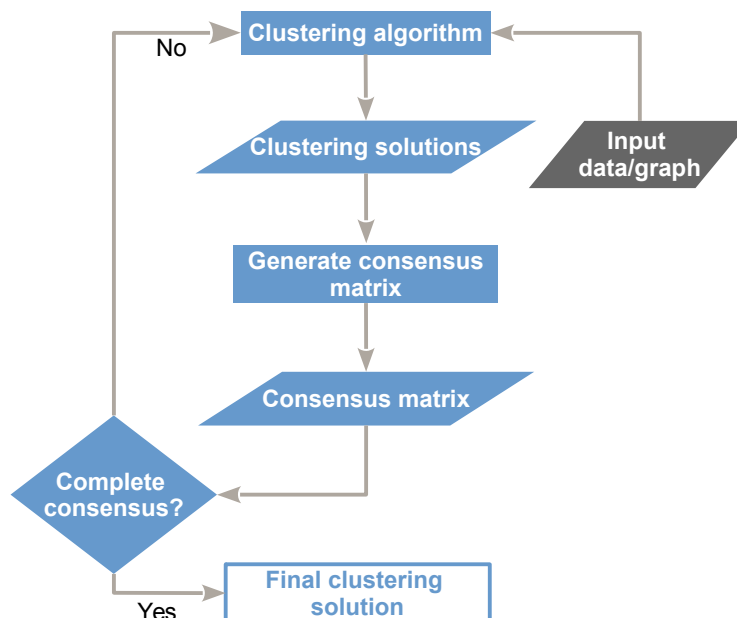 Clustering algorithm
No
Clustering solutions
Input
data/graph
Generate consensus
matrix
Consensus matrix
Complete
consensus?
Final clustering
solution
Yes